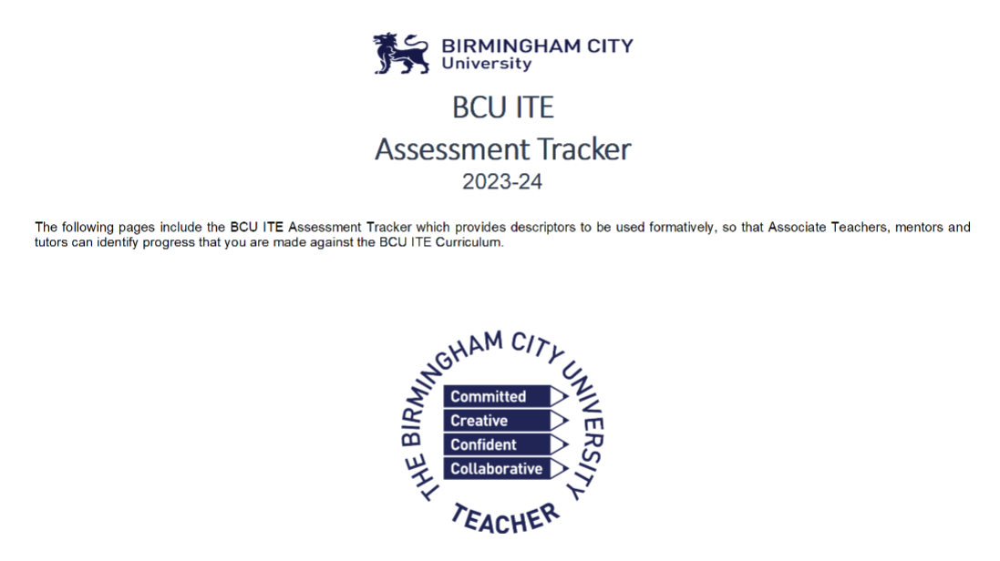 BIRMINGHAM CITY
University
BCU ITE
Assessment Tracker
2023-24
The following pages include the BCU ITE Assessment Tracker which provides descriptors to be used formatively, so that Associate Teachers, mentors and
tutors can identify progress that you are made against the BCU ITE Curriculum.
THE BIRMINGHAM CITY UNIVERSITY
Committed
Creative
Confident
Collaborative
TEACHER